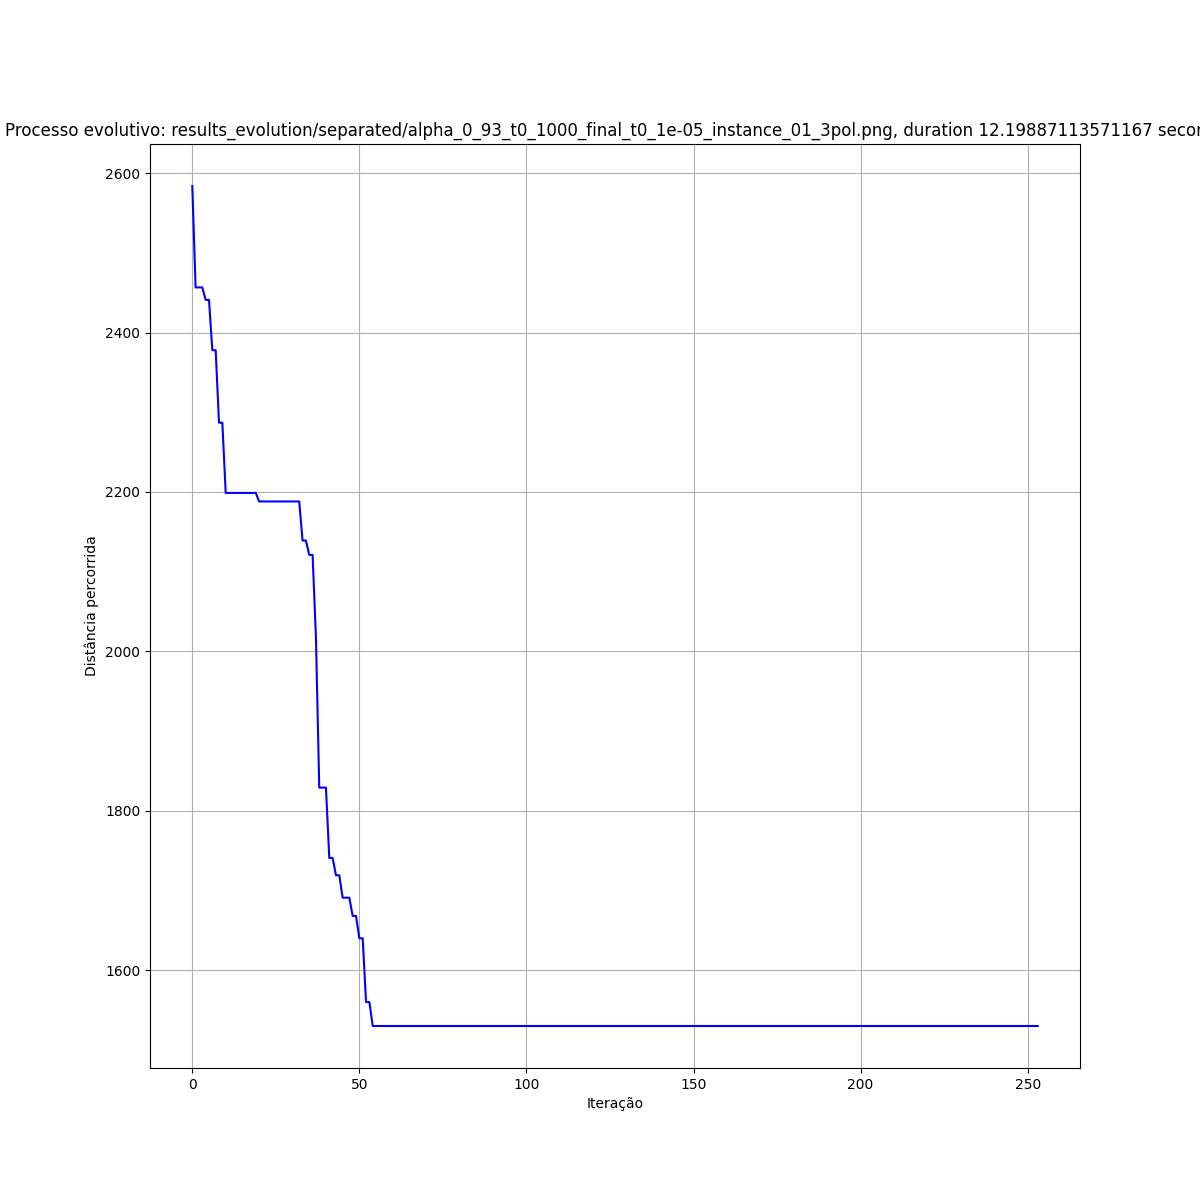 Processo evolutivo: results_evolution/separated/alpha_0_93_t0_1000_final_t0_1e-05_instance_01_3pol.png, duration 12.19887113571167 secon
2600
2400
2200
2000
1800
1600
Distância percorrida
0 50 100 150 200 250
Iteração